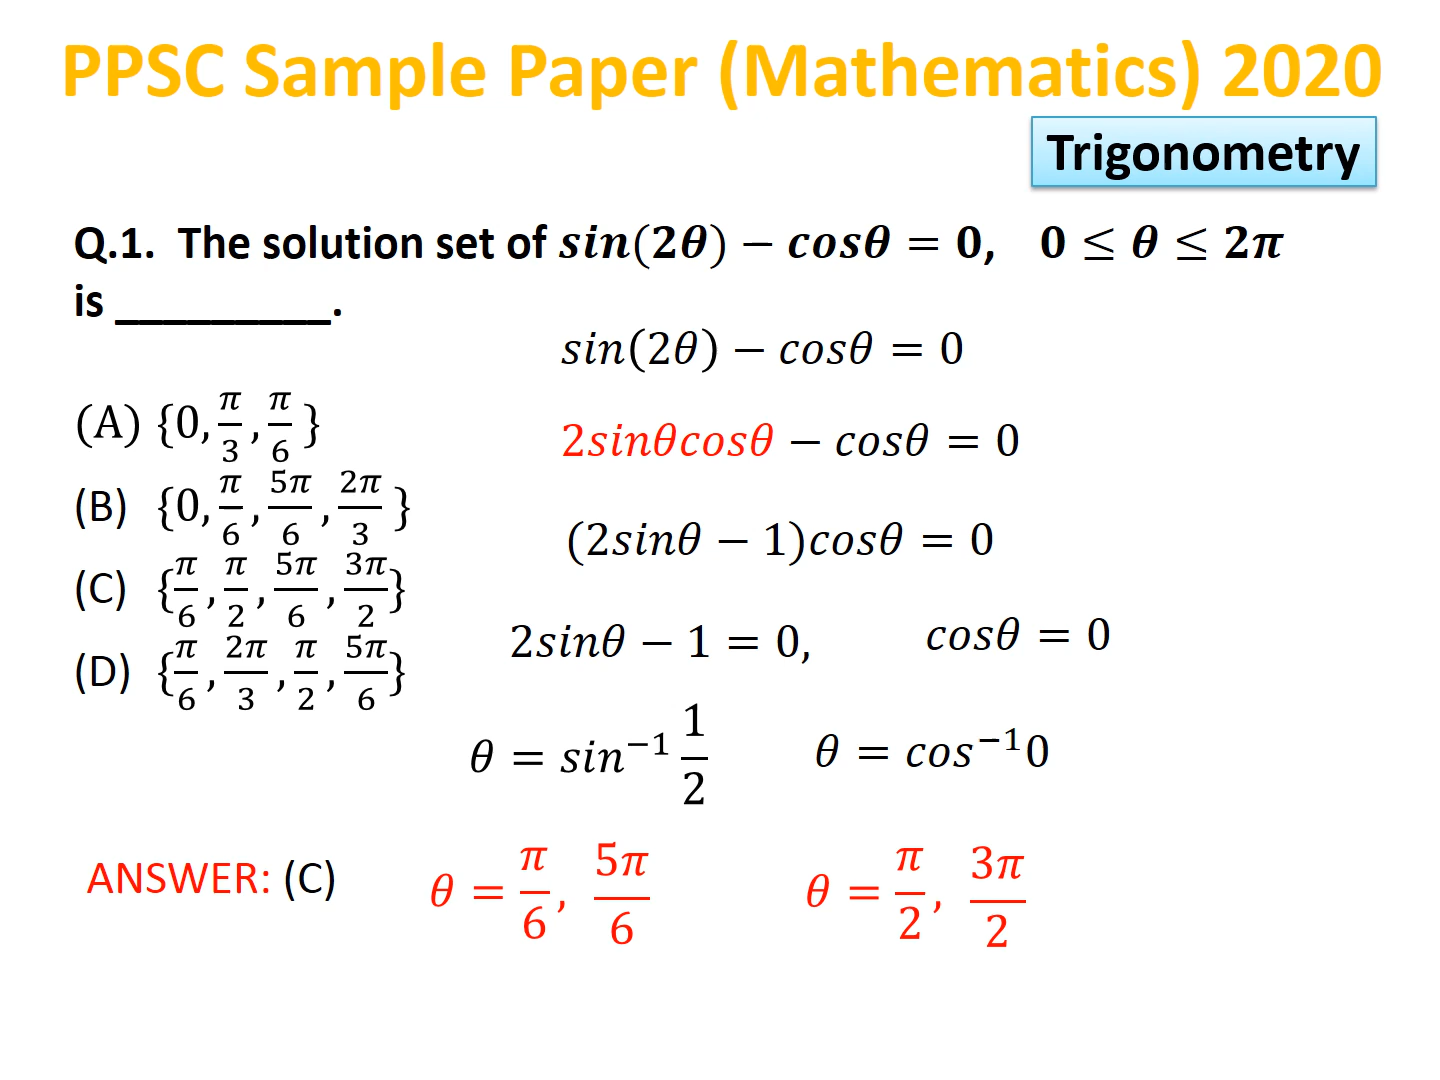 PPSC Sample Paper (Mathematics) 2020
Trigonometry
Q.1. The solution set of sin(2θ) − cosθ = 0, 0 ≤ θ ≤ 2π
is _________.
(A) {0, π/3, π/6 }
(B) {0, π/6, 5π/6, 2π/3 }
(C) {π/6, π/2, 5π/6, 3π/2}
(D) {π/6, 2π/3, π/2, 5π/6}
sin(2θ) − cosθ = 0
2sinθcosθ − cosθ = 0
(2sinθ − 1)cosθ = 0
2sinθ − 1 = 0, cosθ = 0
θ = sin⁻¹ 1/2 θ = cos⁻¹0
ANSWER: (C) θ = π/6, 5π/6 θ = π/2, 3π/2